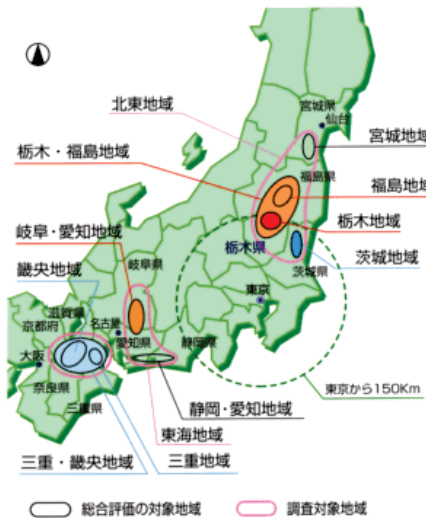 北東地域
宮城県
仙台
宮城地域
栃木・福島地域
福島県
福島地域
岐阜・愛知地域
栃木地域
栃木県
畿央地域
岐阜県
茨城県
茨城地域
滋賀県
東京
京都府
名古屋
愛知県
静岡県
大阪
奈良県
東京から150Km
三重県
静岡・愛知地域
東海地域
三重・畿央地域
三重地域
総合評価の対象地域
調査対象地域